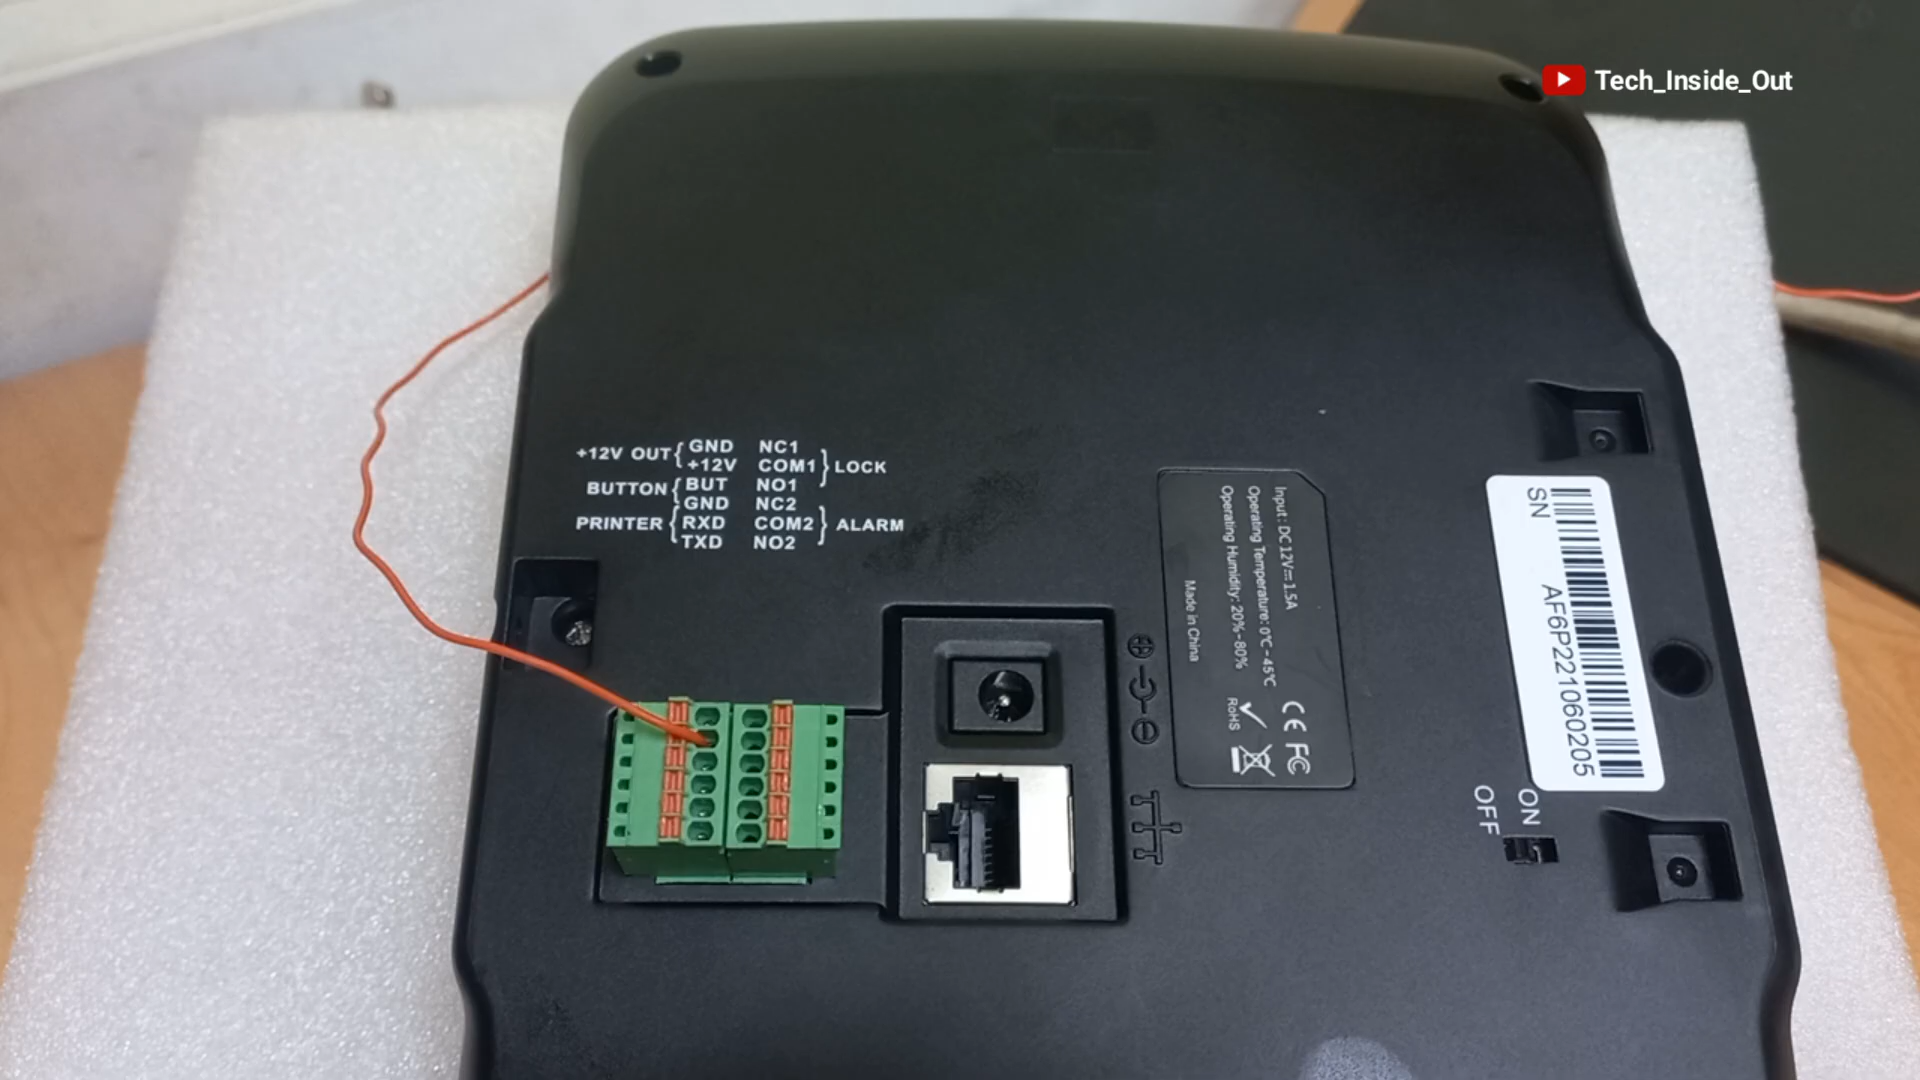 Tech_Inside_Out
+12V OUT { GND NC1
+12V COM1 } LOCK
BUTTON { BUT NO1
GND NC2
PRINTER { RXD COM2 } ALARM
TXD NO2
Input: DC12V⎓1.5A
Operating Temperature: 0℃-45℃
Operating Humidity: 20%-80%
Made in China
CE FC
RoHS
SN
AF6P221060205
ON
OFF